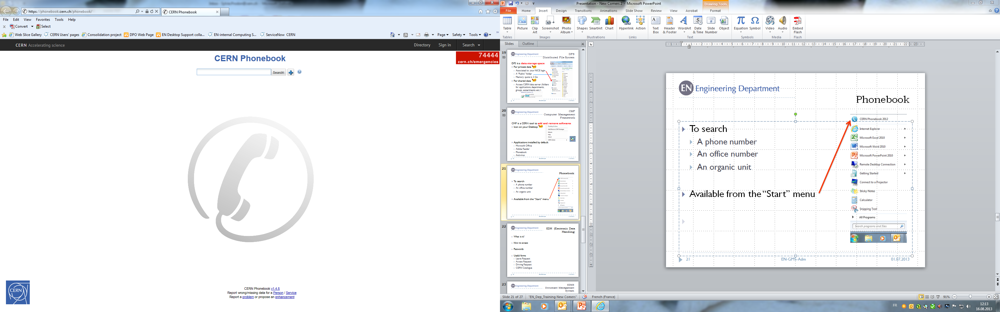 https://phonebook.cern.ch/phonebook/
CERN Phonebook
File Edit View Favorites Tools Help
x Convert Select
Web Slice Gallery CERN Users' pages Consolidation project DPO Web Page EN Desktop Support colla... EN-internal Computing S... ServiceNow CERN
Page Safety Tools
CERN Accelerating science
Directory Sign in Search
74444
cern.ch/emergencies
CERN Phonebook
Search!
CERN
CERN Phonebook v1.4.5
Report wrong/missing data for a Person / Service
Report a problem or propose an enhancement
Presentation - New Comers 2 - Microsoft PowerPoint
Drawing Tools
File Home Insert Design Transitions Animations Slide Show Review View Acrobat Format
Table Picture Clip Art Screenshot Photo Album Shapes SmartArt Chart Hyperlink Action Text Box Header & Footer WordArt Date & Time Slide Number Object Equation Symbol Video Audio Embed Flash
Tables Images Illustrations Links Text Symbols Media Flash
Slides Outline
19
EN Engineering Department
DFS
Distributed File System
DFS is a data storage space
For private data
Associated to your NICE login
A "Public" folder
Memory quota is 2 Go
For shared data
Access CERN data server (folders
for applications, departments,
groups, experiments, etc.)
20
EN Engineering Department
CMF
Computer Management
Framework
CMF is a CERN tool to add and remove softwares
Icon on your Desktop
Applications installed by default
Microsoft Office
Adobe Reader
Phonebook
Antivirus
21
EN Engineering Department
Phonebook
To search
A phone number
An office number
An organic unit
Available from the "Start" menu
22
EN Engineering Department
EDH (Electronic Data
Handling)
What is it?
How to access
Passwords
Useful forms
Leave Request
Access Request
Driving Request
CERN Catalogue
23
EN Engineering Department
EDMS
Document Management
System
EN Engineering Department
Phonebook
To search
A phone number
An office number
An organic unit
Available from the “Start” menu
CERN Phonebook 2012
Internet Explorer
Microsoft Excel 2010
Microsoft Word 2010
Microsoft PowerPoint 2010
Remote Desktop Connection
Getting Started
Connect to a Projector
Sticky Notes
Calculator
Snipping Tool
All Programs
Search programs and files
21 EN-GMS-Adm 01.07.2013
Slide 21 of 27 "EN_Dep_Training New Comers" French (France) 91%
FR
12:13
16.08.2013